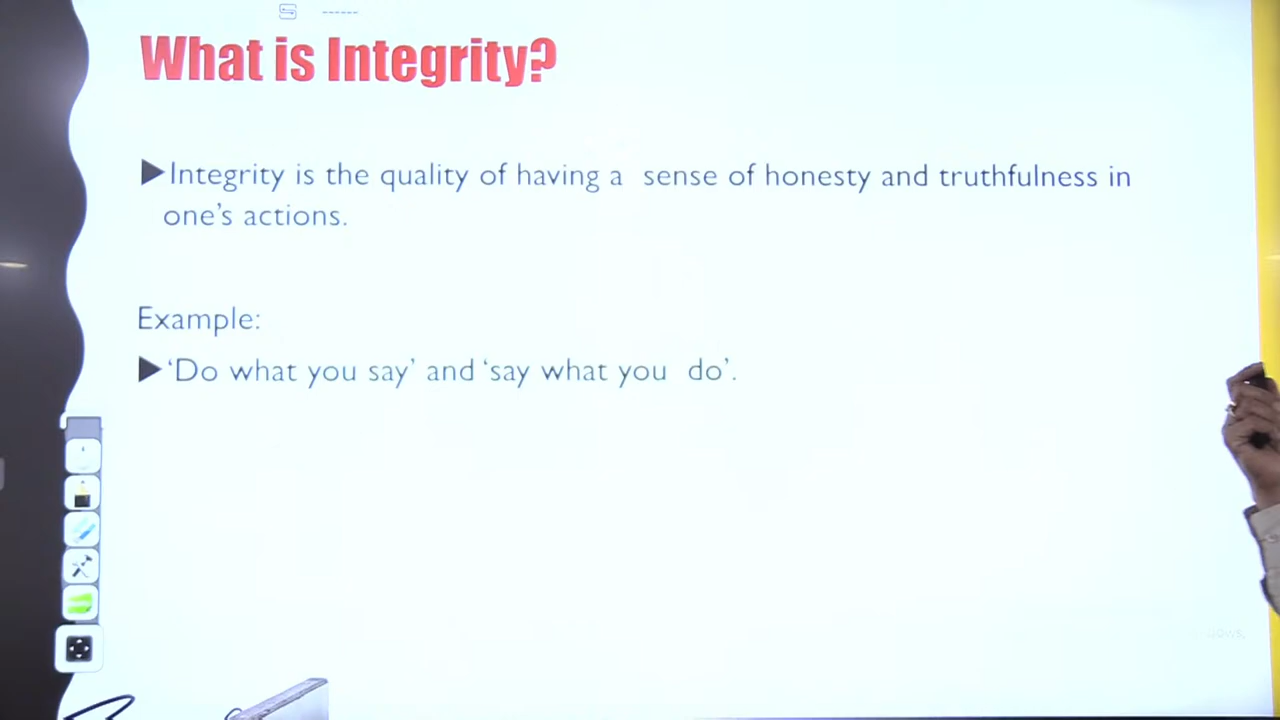 What is Integrity?
▶Integrity is the quality of having a sense of honesty and truthfulness in
one's actions.
Example:
▶'Do what you say' and 'say what you do'.